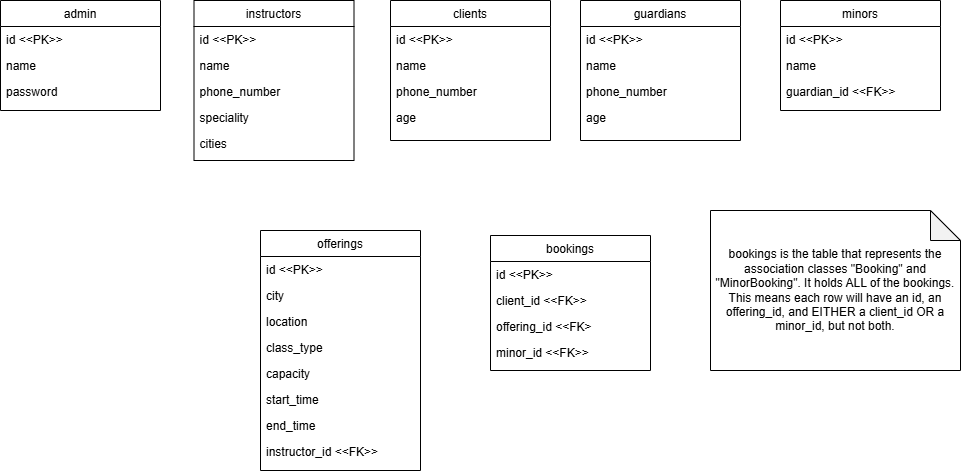 admin
id <<PK>>
name
password
instructors
id <<PK>>
name
phone_number
speciality
cities
clients
id <<PK>>
name
phone_number
age
guardians
id <<PK>>
name
phone_number
age
minors
id <<PK>>
name
guardian_id <<FK>>
offerings
id <<PK>>
city
location
class_type
capacity
start_time
end_time
instructor_id <<FK>>
bookings
id <<PK>>
client_id <<FK>>
offering_id <<FK>
minor_id <<FK>>
bookings is the table that represents the
association classes "Booking" and
"MinorBooking". It holds ALL of the bookings.
This means each row will have an id, an
offering_id, and EITHER a client_id OR a
minor_id, but not both.